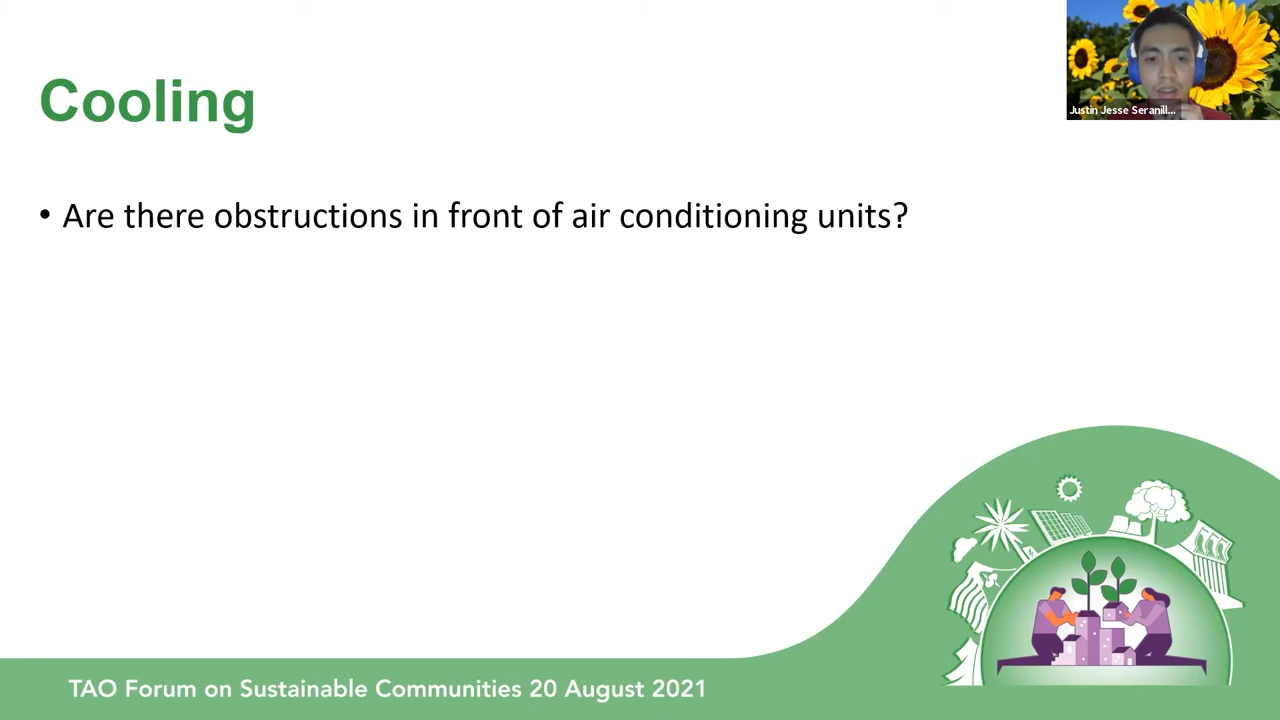 Cooling
Justin Jesse Seranill...
• Are there obstructions in front of air conditioning units?
TAO Forum on Sustainable Communities 20 August 2021